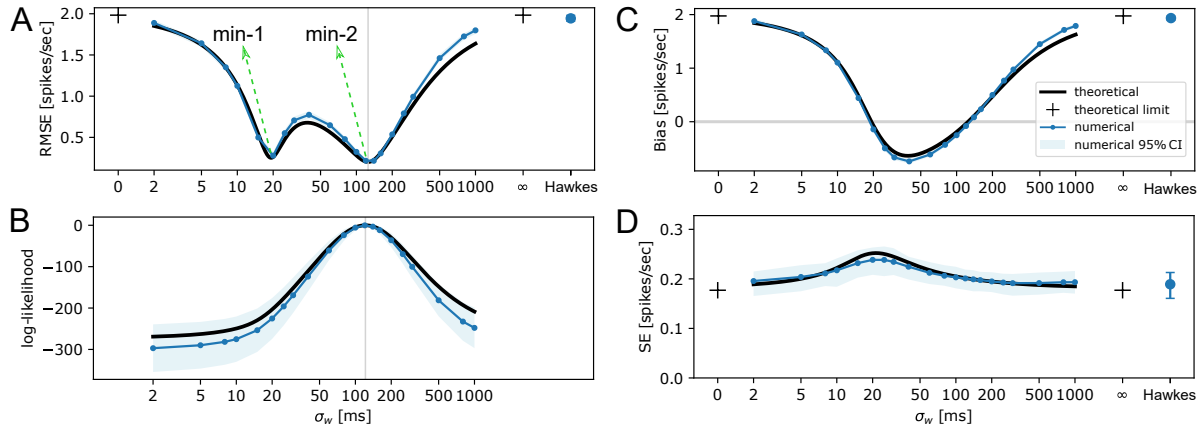 A
RMSE [spikes/sec]
2.0
1.5
1.0
0.5
min-1
min-2
0 2 5 10 20 50 100 200 500 1000 ∞ Hawkes
B
log-likelihood
0
−100
−200
−300
2 5 10 20 50 100 200 500 1000
σw [ms]
C
Bias [spikes/sec]
2
0
theoretical
theoretical limit
numerical
numerical 95% CI
0 2 5 10 20 50 100 200 500 1000 ∞ Hawkes
D
SE [spikes/sec]
0.3
0.2
0.1
0.0
0 2 5 10 20 50 100 200 500 1000 ∞ Hawkes
σw [ms]